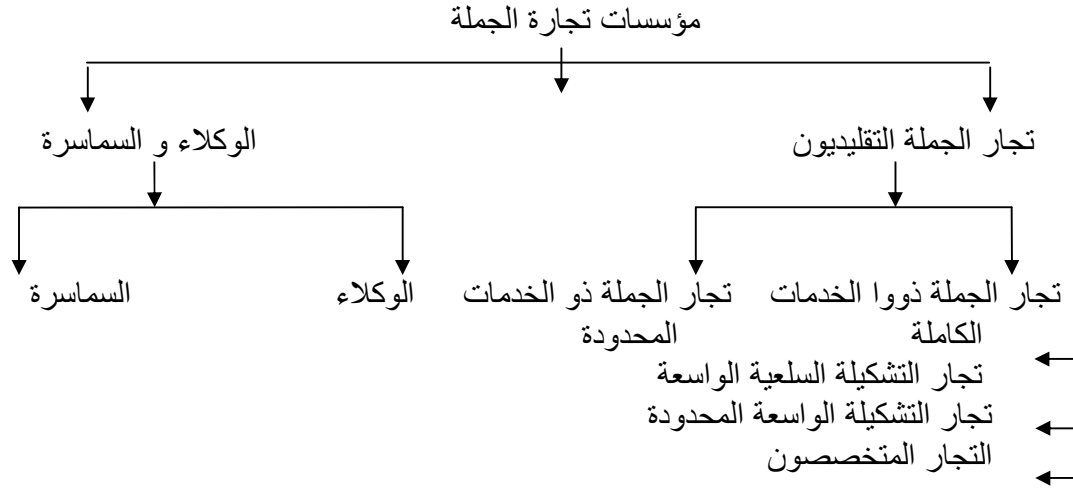 مؤسسات تجارة الجملة
تجار الجملة التقليديون
الوكلاء و السماسرة
تجار الجملة ذووا الخدمات
الكاملة
تجار الجملة ذو الخدمات
المحدودة
الوكلاء
السماسرة
تجار التشكيلة السلعية الواسعة
تجار التشكيلة الواسعة المحدودة
التجار المتخصصون